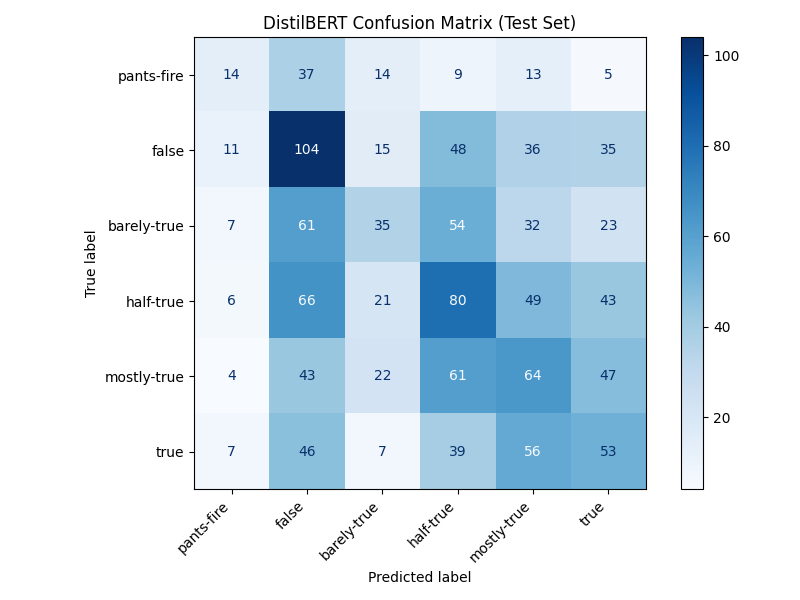 DistilBERT Confusion Matrix (Test Set)
pants-fire 14 37 14 9 13 5
false 11 104 15 48 36 35
barely-true 7 61 35 54 32 23
half-true 6 66 21 80 49 43
mostly-true 4 43 22 61 64 47
true 7 46 7 39 56 53
True label
pants-fire false barely-true half-true mostly-true true
Predicted label
100
80
60
40
20